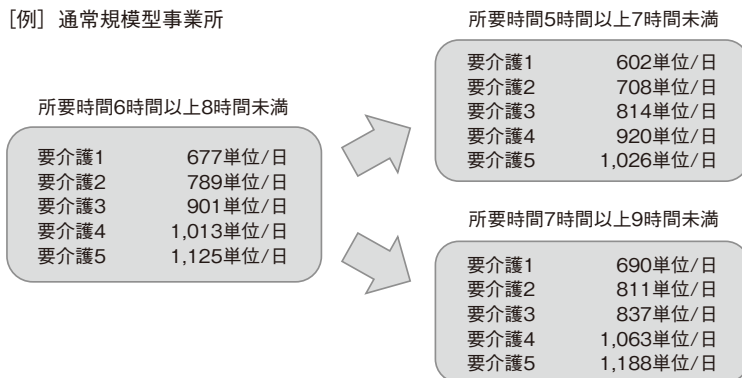 ［例］ 通常規模型事業所
所要時間6時間以上8時間未満
要介護1 677単位/日
要介護2 789単位/日
要介護3 901単位/日
要介護4 1,013単位/日
要介護5 1,125単位/日
所要時間5時間以上7時間未満
要介護1 602単位/日
要介護2 708単位/日
要介護3 814単位/日
要介護4 920単位/日
要介護5 1,026単位/日
所要時間7時間以上9時間未満
要介護1 690単位/日
要介護2 811単位/日
要介護3 837単位/日
要介護4 1,063単位/日
要介護5 1,188単位/日